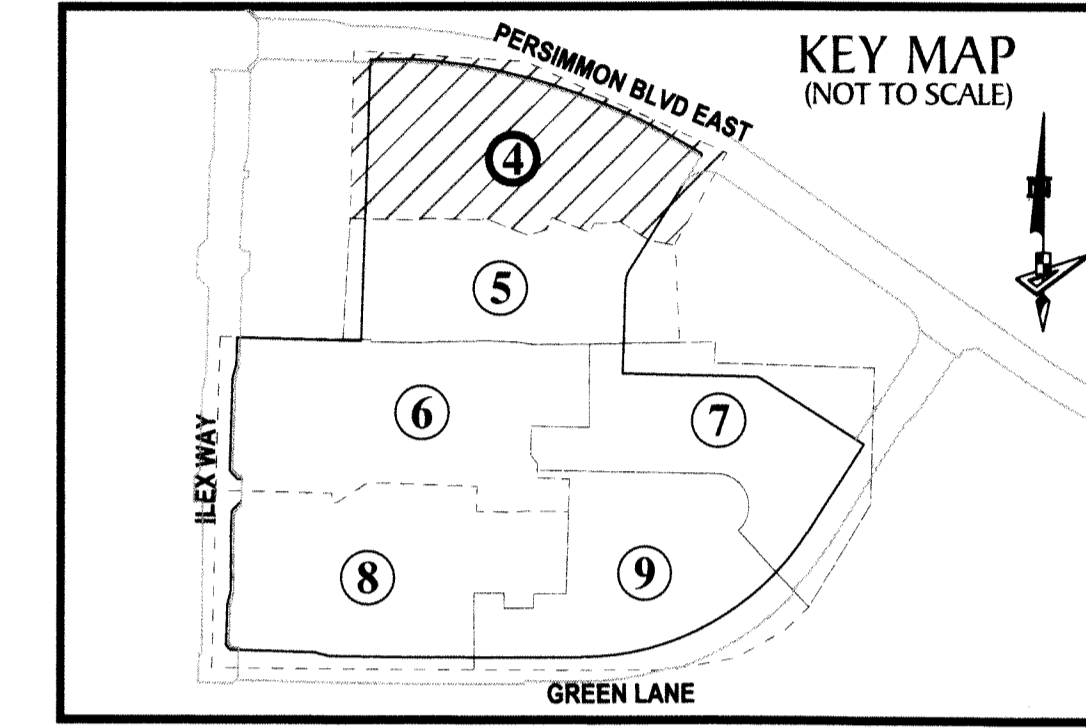 PERSIMMON BLVD EAST
KEY MAP
(NOT TO SCALE)
4
5
6
7
ILEX WAY
8
9
GREEN LANE